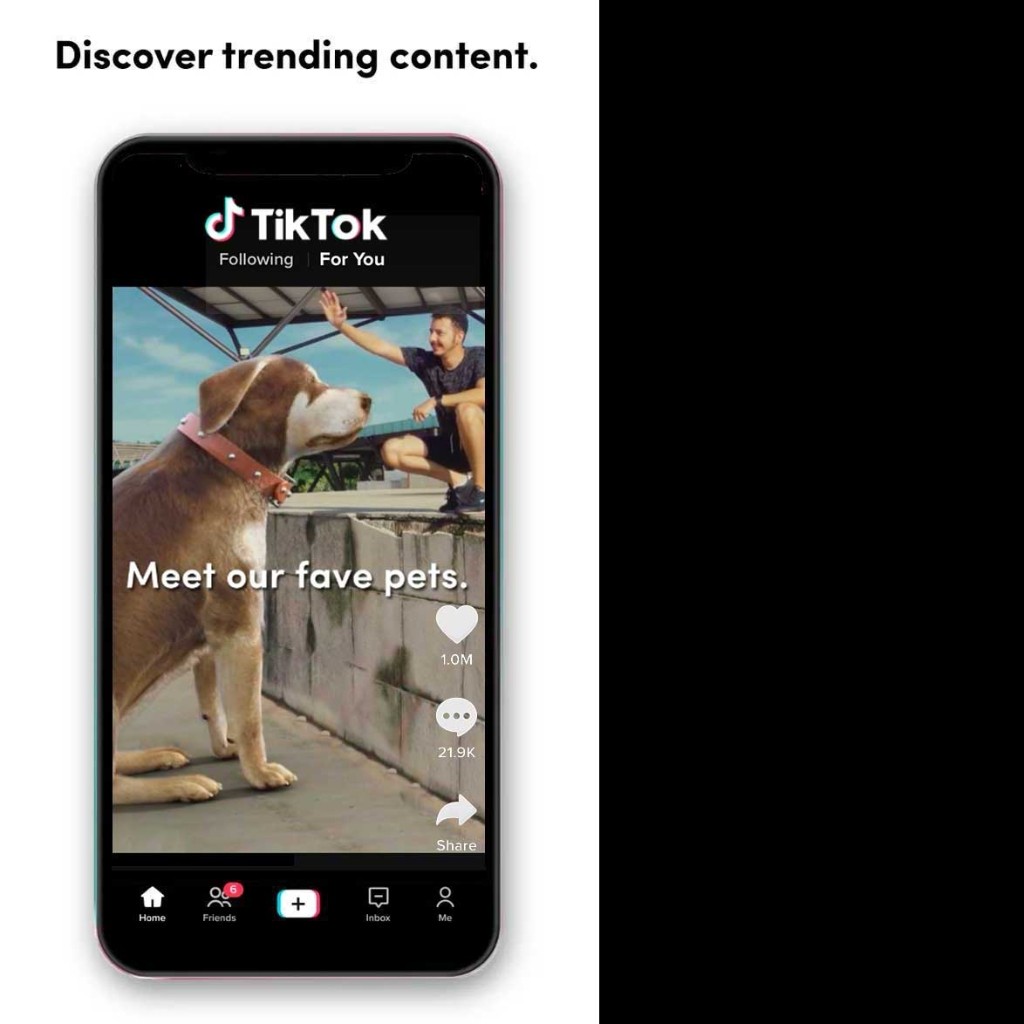 Discover trending content.
TikTok
Following | For You
Meet our fave pets.
1.0M
21.9K
Share
6
Home Friends Inbox Me